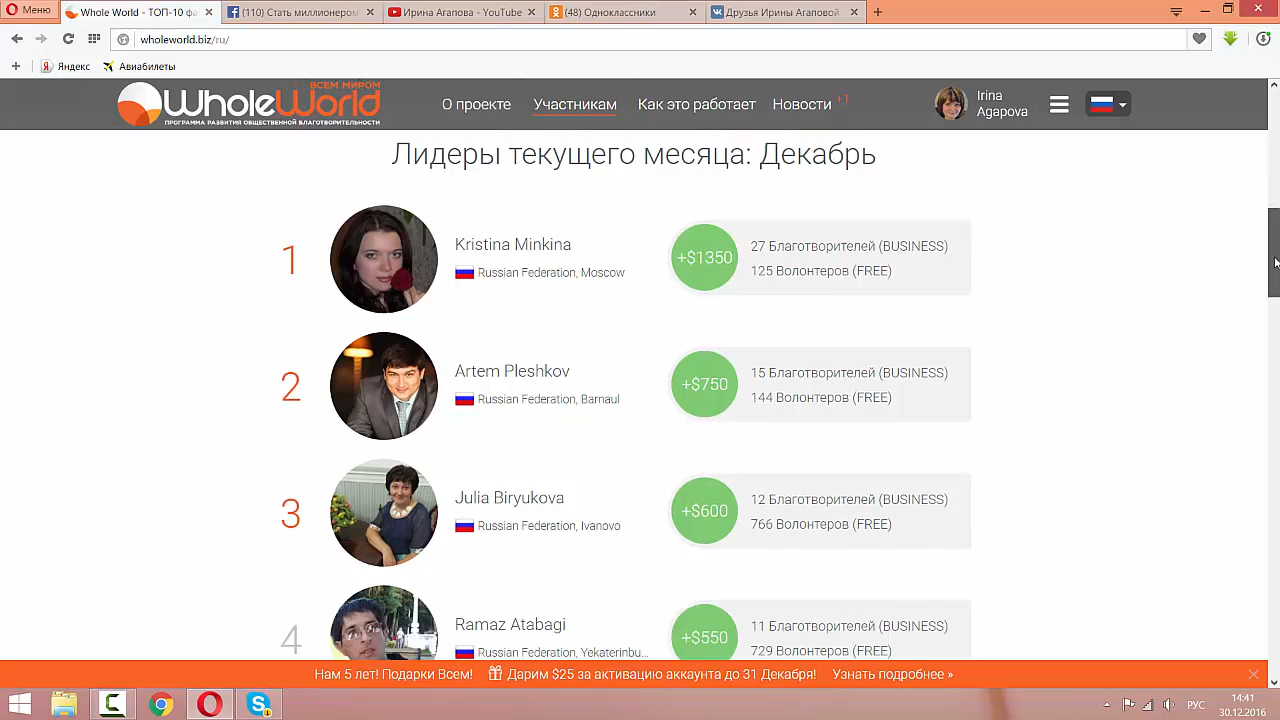 Меню
Whole World - ТОП-10 фа
(110) Стать миллионером
Ирина Агапова - YouTube
(48) Одноклассники
Друзья Ирины Агаповой
wholeworld.biz/ru/
Яндекс
Авиабилеты
ВСЕМ МИРОМ
WholeWorld
ПРОГРАММА РАЗВИТИЯ ОБЩЕСТВЕННОЙ БЛАГОТВОРИТЕЛЬНОСТИ
О проекте
Участникам
Как это работает
Новости +1
Irina
Agapova
Лидеры текущего месяца: Декабрь
1
Kristina Minkina
Russian Federation, Moscow
+$1350
27 Благотворителей (BUSINESS)
125 Волонтеров (FREE)
2
Artem Pleshkov
Russian Federation, Barnaul
+$750
15 Благотворителей (BUSINESS)
144 Волонтеров (FREE)
3
Julia Biryukova
Russian Federation, Ivanovo
+$600
12 Благотворителей (BUSINESS)
766 Волонтеров (FREE)
4
Ramaz Atabagi
Russian Federation, Yekaterinbu...
+$550
11 Благотворителей (BUSINESS)
729 Волонтеров (FREE)
Нам 5 лет! Подарки Всем! Дарим $25 за активацию аккаунта до 31 Декабря! Узнать подробнее »
РУС
14:41
30.12.2016